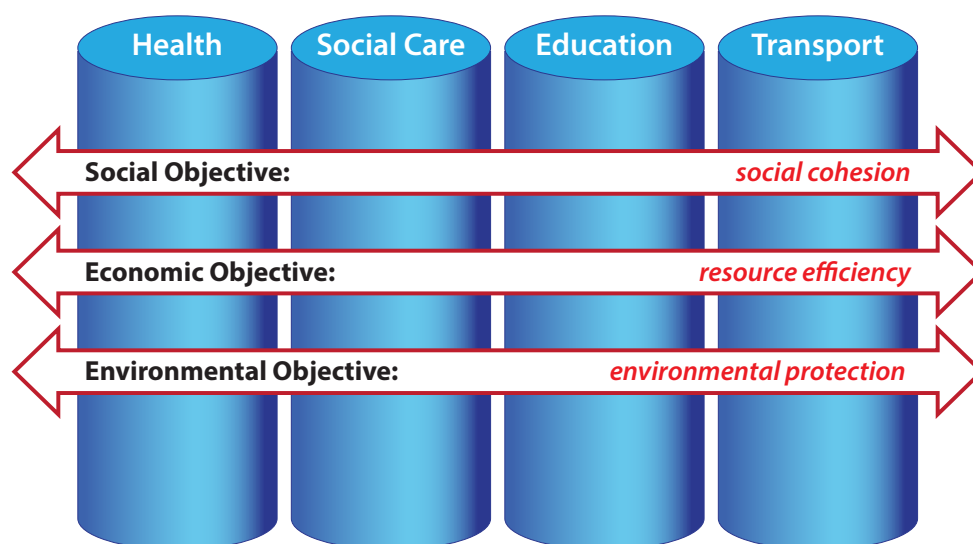 Health Social Care Education Transport
Social Objective: social cohesion
Economic Objective: resource efficiency
Environmental Objective: environmental protection